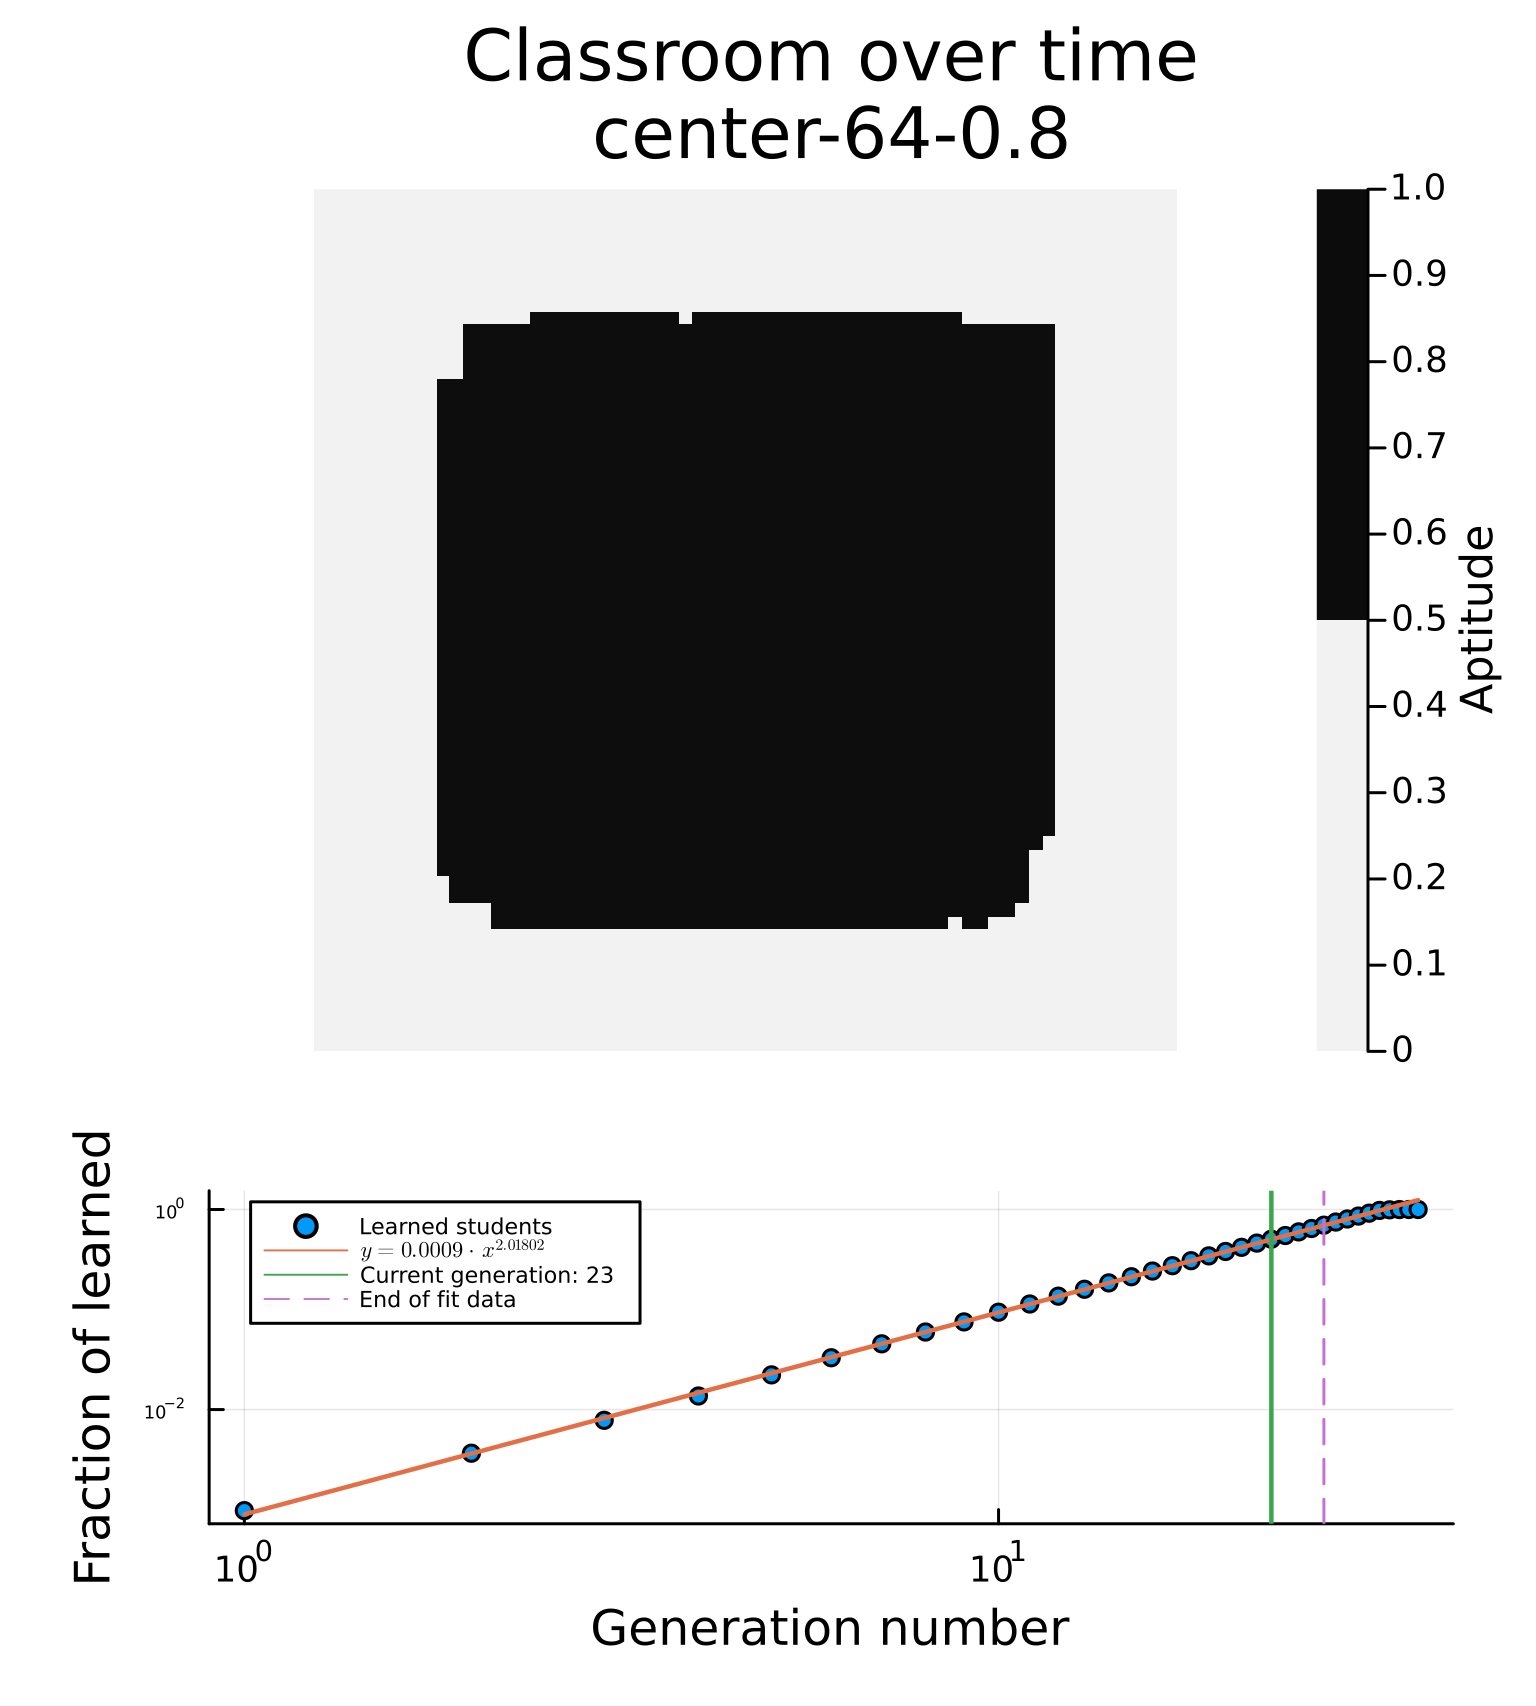 Classroom over time
center-64-0.8
1.0
0.9
0.8
0.7
0.6
0.5
0.4
0.3
0.2
0.1
0
Aptitude
Fraction of learned
10⁰
10⁻²
Learned students
y = 0.0009 · x^2.01802
Current generation: 23
End of fit data
10⁰
10¹
Generation number